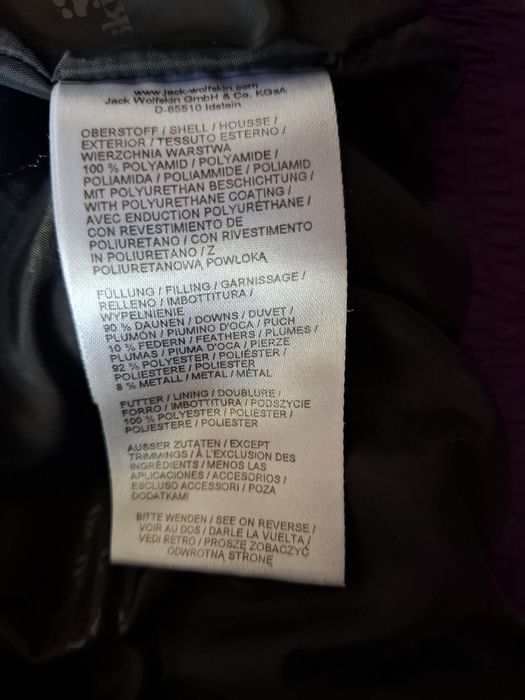 www.jack-wolfskin.com
Jack Wolfskin GmbH & Co. KGaA
D-65510 Idstein
OBERSTOFF / SHELL / HOUSSE /
EXTERIOR / TESSUTO ESTERNO /
WIERZCHNIA WARSTWA
100 % POLYAMID / POLYAMIDE /
POLIAMIDA / POLIAMMIDE / POLIAMID
MIT POLYURETHAN BESCHICHTUNG /
WITH POLYURETHANE COATING /
AVEC ENDUCTION POLYURÉTHANE /
CON REVESTIMIENTO DE
POLIURETANO / CON RIVESTIMENTO
IN POLIURETANO / Z
POLIURETANOWĄ POWŁOKĄ
FÜLLUNG / FILLING / GARNISSAGE /
RELLENO / IMBOTTITURA /
WYPEŁNIENIE
90 % DAUNEN / DOWNS / DUVET /
PLUMÓN / PIUMINO D'OCA / PUCH
10 % FEDERN / FEATHERS / PLUMES /
PLUMAS / PIUMA D'OCA / PIERZE
92 % POLYESTER / POLIÉSTER /
POLIESTERE / POLIESTER
8 % METALL / METAL / MÉTAL
FUTTER / LINING / DOUBLURE /
FORRO / IMBOTTITURA / PODSZYCIE
100 % POLYESTER / POLIÉSTER /
POLIESTERE / POLIESTER
AUSSER ZUTATEN / EXCEPT
TRIMMINGS / À L'EXCLUSION DES
INGRÉDIENTS / MENOS LAS
APLICACIONES / ACCESORIOS /
ESCLUSO ACCESSORI / POZA
DODATKAMI
BITTE WENDEN / SEE ON REVERSE /
VOIR AU DOS / DARLE LA VUELTA /
VEDI RETRO / PROSZĘ ZOBACZYĆ
ODWROTNĄ STRONĘ